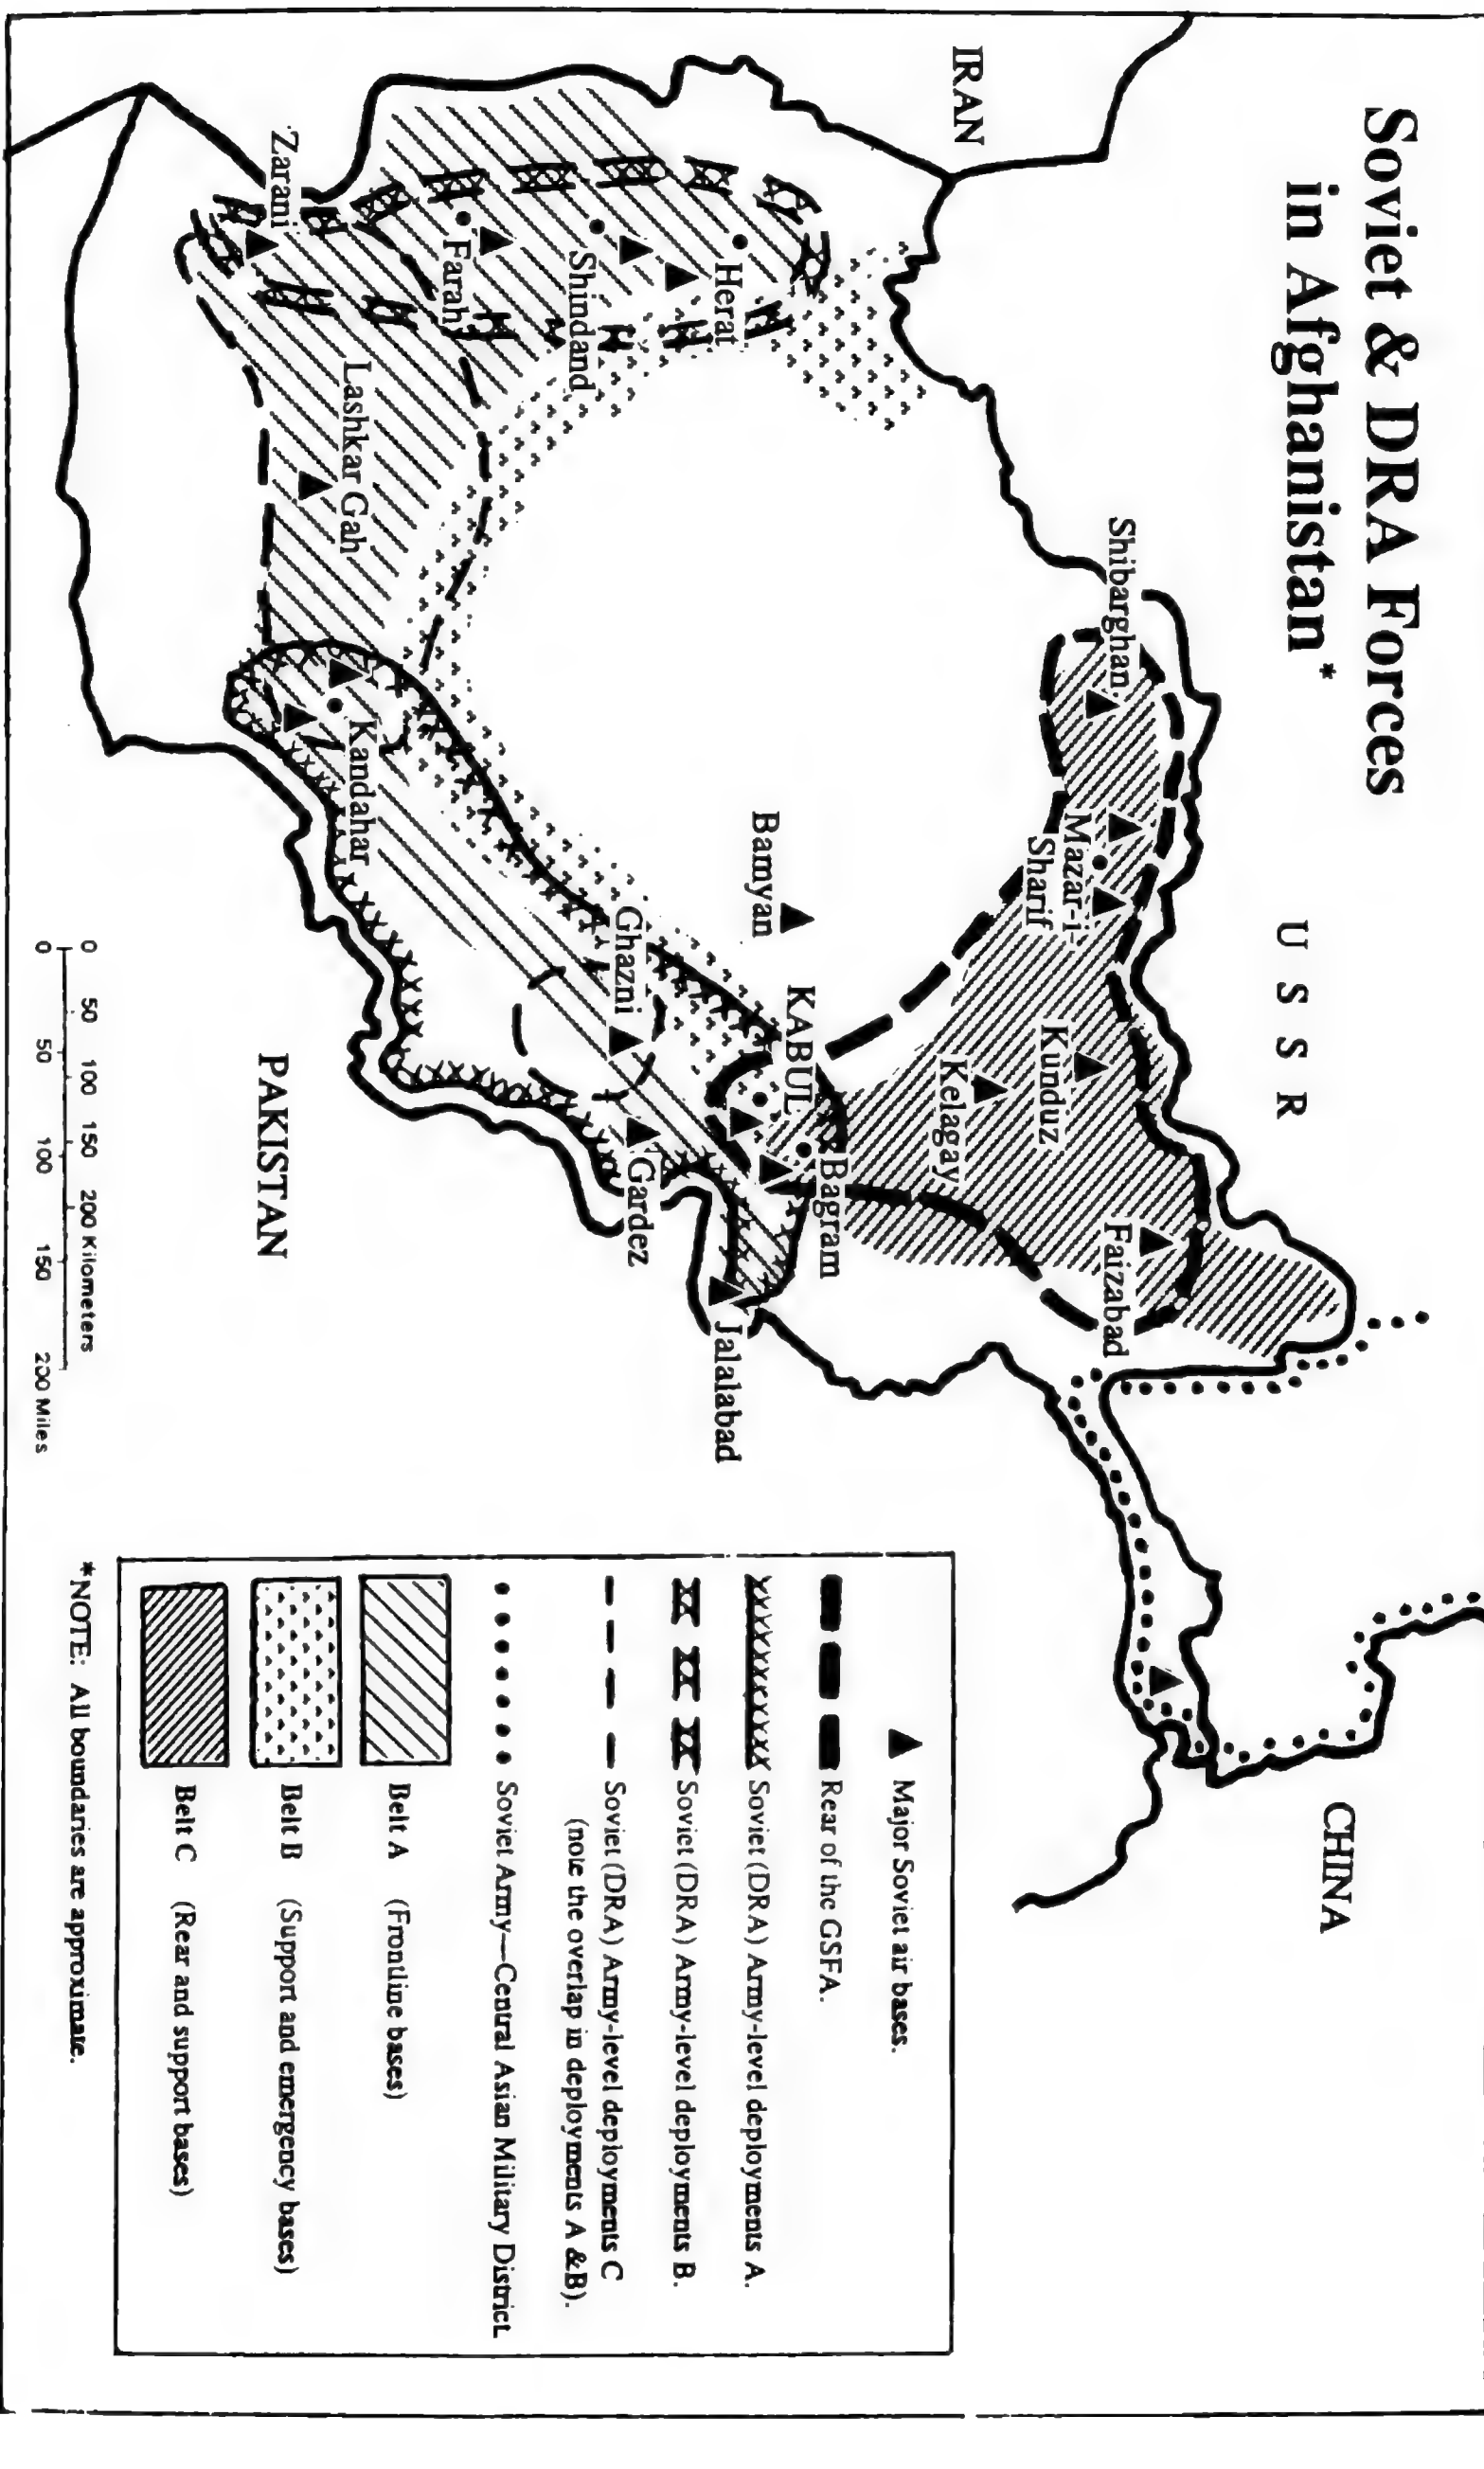 Soviet & DRA Forces
in Afghanistan*
IRAN
U S S R
CHINA
PAKISTAN
Shibarghan
Mazar-i-
Sharif
Kunduz
Kelagay
Faizabad
Herat
Shindand
Farah
Zarani
Lashkar Gah
Kandahar
Bamyan
Ghazni
KABUL
Bagram
Gardez
Jalalabad
0 50 100 150 200 Kilometers
0 50 100 150 200 Miles
Major Soviet air bases.
Rear of the GSFA.
Soviet (DRA) Army-level deployments A.
Soviet (DRA) Army-level deployments B.
Soviet (DRA) Army-level deployments C
(note the overlap in deployments A &B).
Soviet Army—Central Asian Military District
Belt A (Frontline bases)
Belt B (Support and emergency bases)
Belt C (Rear and support bases)
*NOTE: All boundaries are approximate.